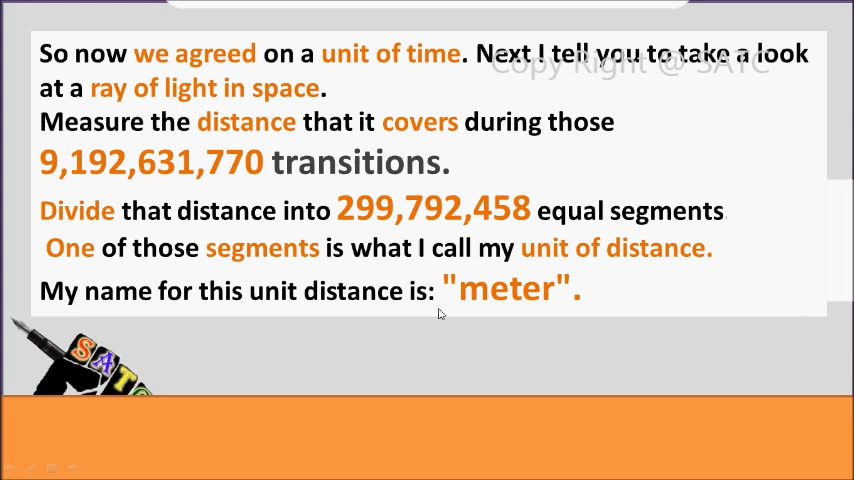 So now we agreed on a unit of time. Next I tell you to take a look
Copy Right @ SATC
at a ray of light in space.
Measure the distance that it covers during those
9,192,631,770 transitions.
Divide that distance into 299,792,458 equal segments.
One of those segments is what I call my unit of distance.
My name for this unit distance is: "meter".
SATC